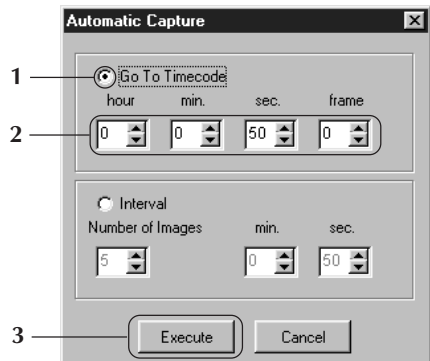 Automatic Capture
1
Go To Timecode
hour min. sec. frame
2
0 0 50 0
Interval
Number of Images min. sec.
5 0 50
3
Execute Cancel